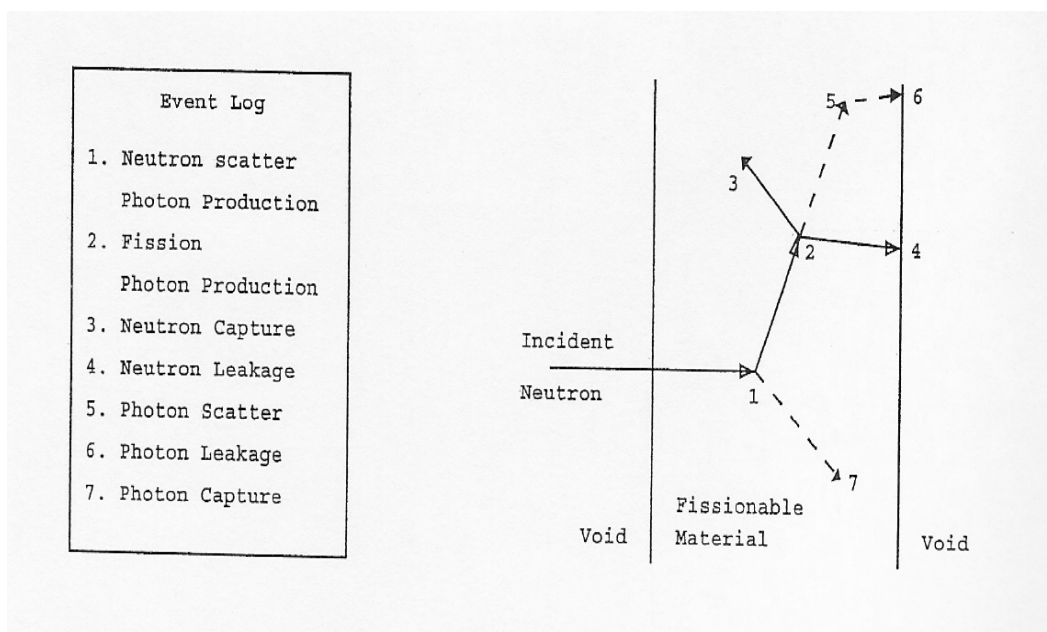 Event Log
1. Neutron scatter
Photon Production
2. Fission
Photon Production
3. Neutron Capture
4. Neutron Leakage
5. Photon Scatter
6. Photon Leakage
7. Photon Capture
5
6
3
2
4
Incident
Neutron
1
7
Fissionable
Material
Void
Void